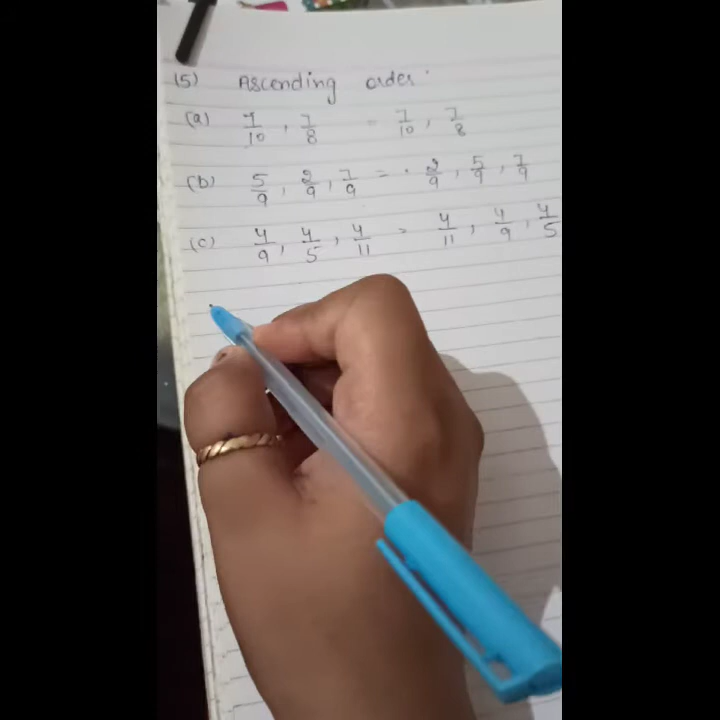 (5) Ascending order
(a) 7/10, 7/8 = 7/10, 7/8
(b) 5/9, 2/9, 7/9 = 2/9, 5/9, 7/9
(c) 4/9, 4/5, 4/11 = 4/11, 4/9, 4/5